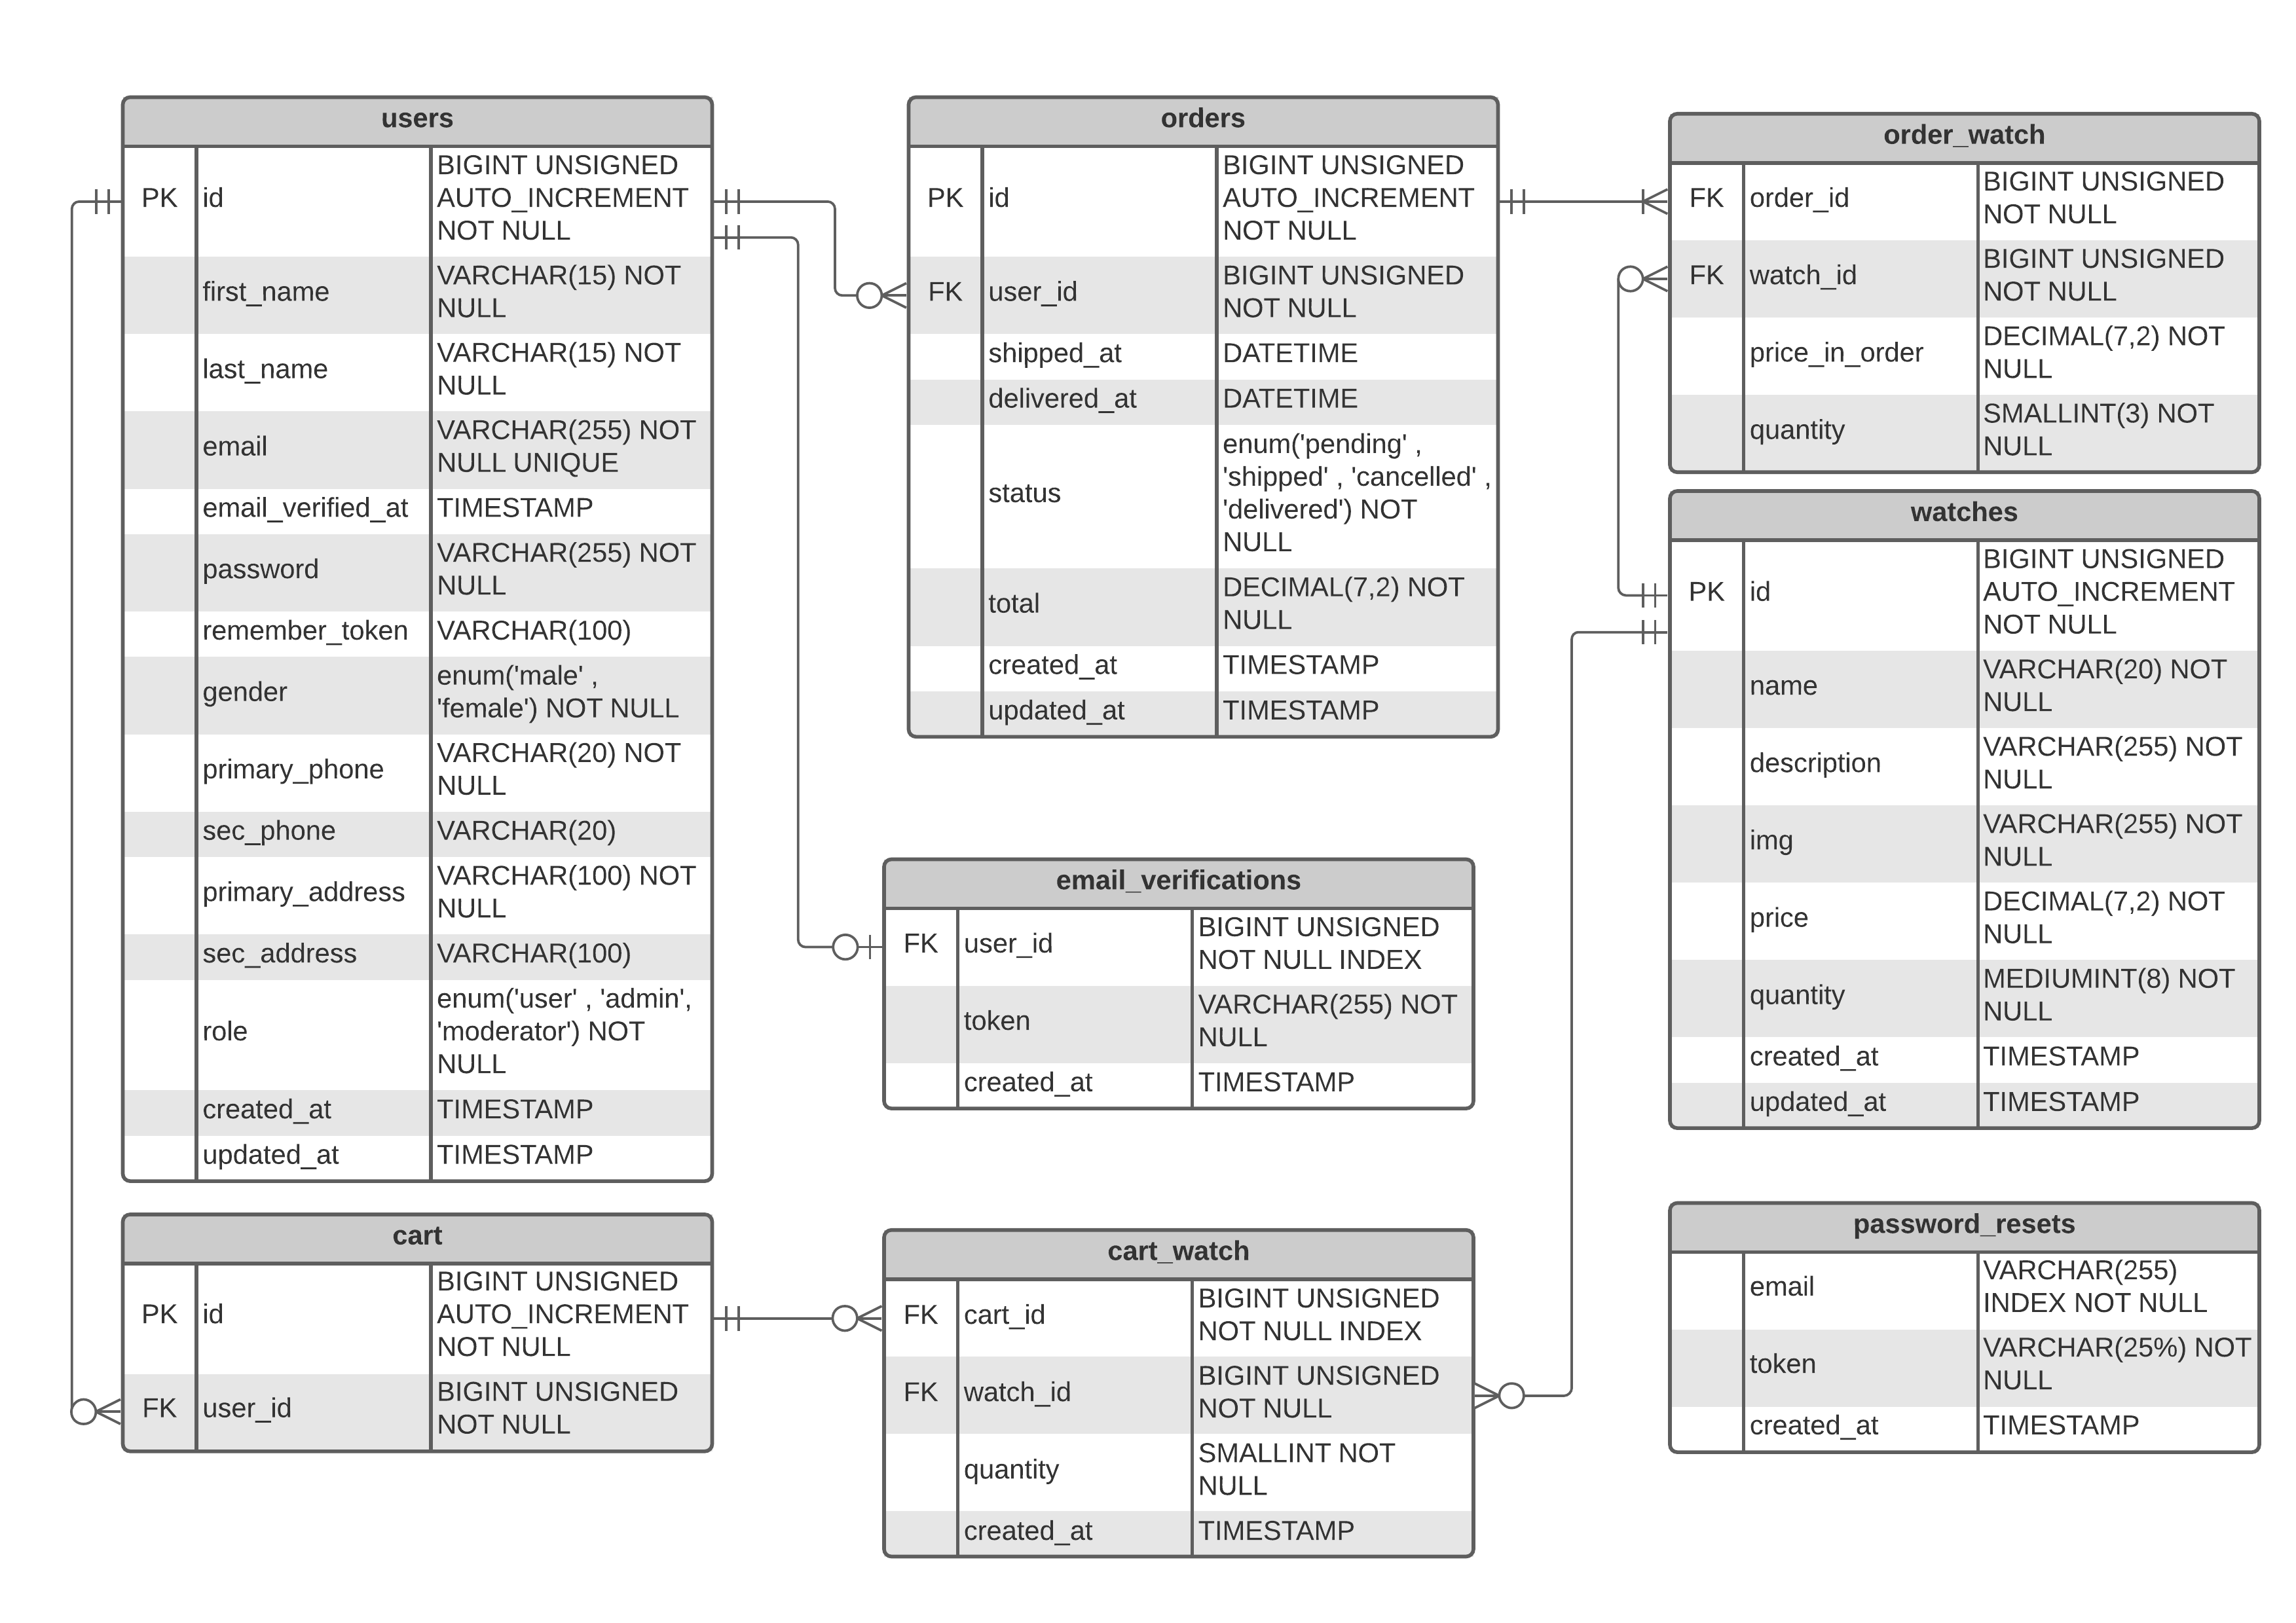 users
PK id BIGINT UNSIGNED
AUTO_INCREMENT
NOT NULL
first_name VARCHAR(15) NOT
NULL
last_name VARCHAR(15) NOT
NULL
email VARCHAR(255) NOT
NULL UNIQUE
email_verified_at TIMESTAMP
password VARCHAR(255) NOT
NULL
remember_token VARCHAR(100)
gender enum('male' ,
'female') NOT NULL
primary_phone VARCHAR(20) NOT
NULL
sec_phone VARCHAR(20)
primary_address VARCHAR(100) NOT
NULL
sec_address VARCHAR(100)
role enum('user' , 'admin',
'moderator') NOT
NULL
created_at TIMESTAMP
updated_at TIMESTAMP
orders
PK id BIGINT UNSIGNED
AUTO_INCREMENT
NOT NULL
FK user_id BIGINT UNSIGNED
NOT NULL
shipped_at DATETIME
delivered_at DATETIME
status enum('pending' ,
'shipped' , 'cancelled' ,
'delivered') NOT
NULL
total DECIMAL(7,2) NOT
NULL
created_at TIMESTAMP
updated_at TIMESTAMP
order_watch
FK order_id BIGINT UNSIGNED
NOT NULL
FK watch_id BIGINT UNSIGNED
NOT NULL
price_in_order DECIMAL(7,2) NOT
NULL
quantity SMALLINT(3) NOT
NULL
watches
PK id BIGINT UNSIGNED
AUTO_INCREMENT
NOT NULL
name VARCHAR(20) NOT
NULL
description VARCHAR(255) NOT
NULL
img VARCHAR(255) NOT
NULL
price DECIMAL(7,2) NOT
NULL
quantity MEDIUMINT(8) NOT
NULL
created_at TIMESTAMP
updated_at TIMESTAMP
email_verifications
FK user_id BIGINT UNSIGNED
NOT NULL INDEX
token VARCHAR(255) NOT
NULL
created_at TIMESTAMP
cart
PK id BIGINT UNSIGNED
AUTO_INCREMENT
NOT NULL
FK user_id BIGINT UNSIGNED
NOT NULL
cart_watch
FK cart_id BIGINT UNSIGNED
NOT NULL INDEX
FK watch_id BIGINT UNSIGNED
NOT NULL
quantity SMALLINT NOT
NULL
created_at TIMESTAMP
password_resets
email VARCHAR(255)
INDEX NOT NULL
token VARCHAR(25%) NOT
NULL
created_at TIMESTAMP